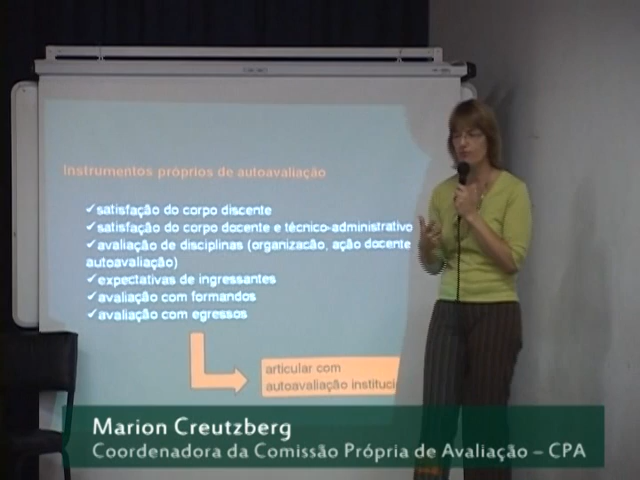 Instrumentos próprios de autoavaliação
✓satisfação do corpo discente
✓satisfação do corpo docente e técnico-administrativo
✓avaliação de disciplinas (organizacão, ação docente
autoavaliação)
✓expectativas de ingressantes
✓avaliação com formandos
✓avaliação com egressos
articular com
autoavaliação instituci
Marion Creutzberg
Coordenadora da Comissão Própria de Avaliação – CPA